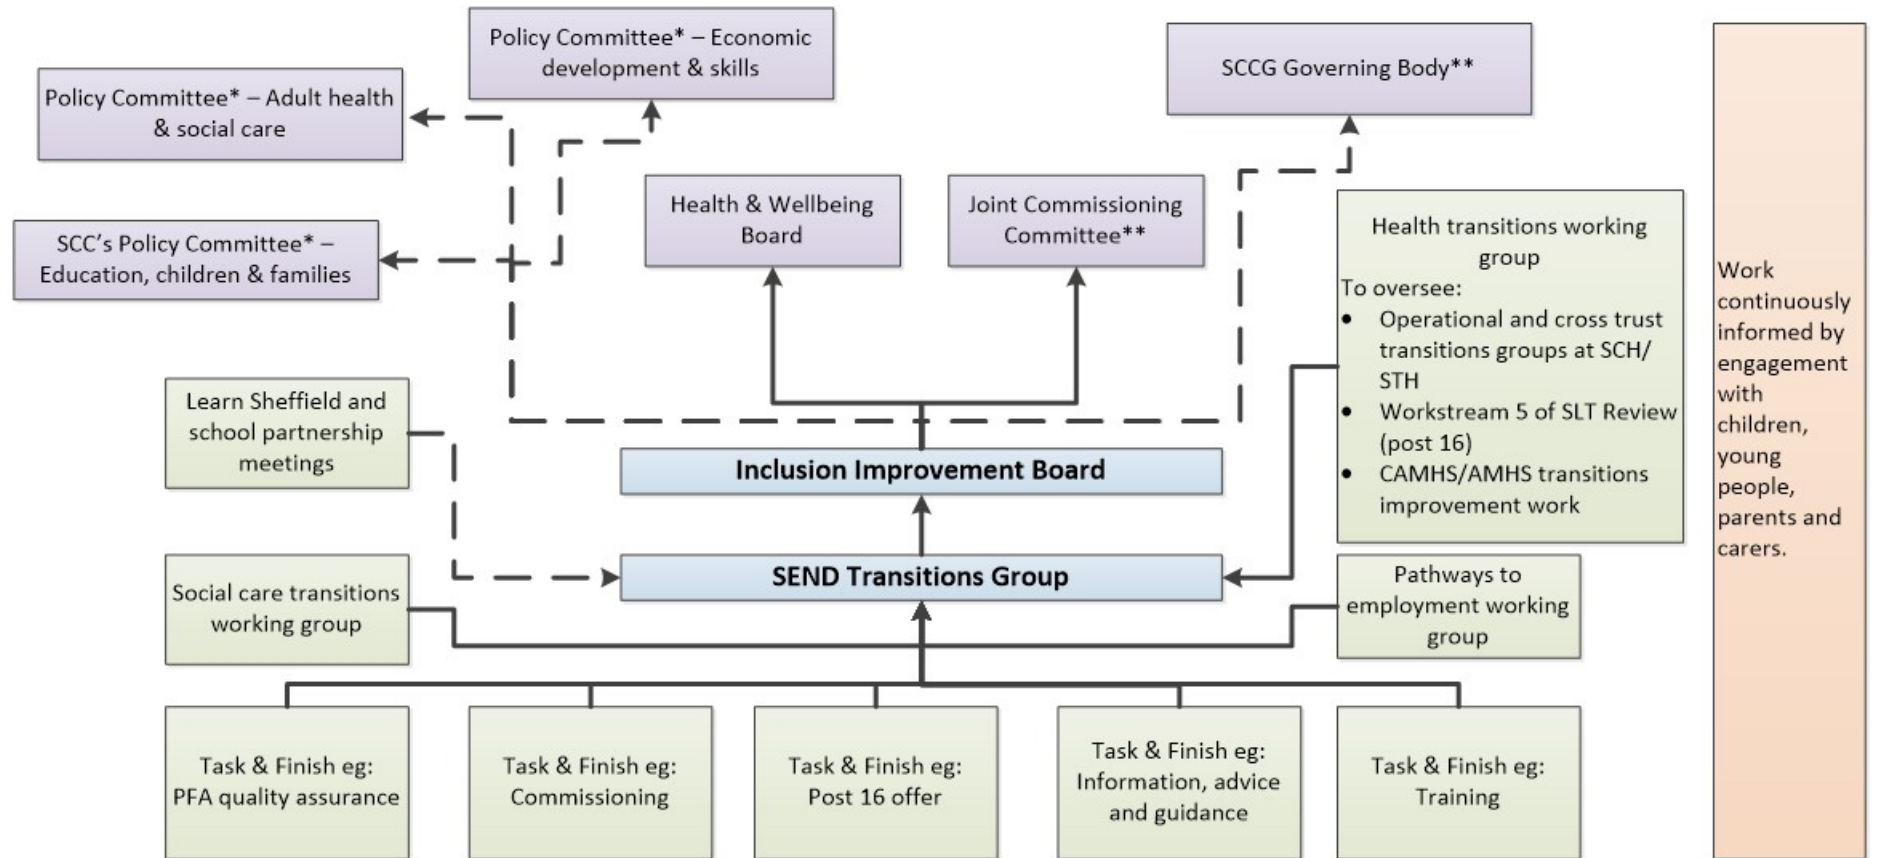 Policy Committee* – Economic
development & skills
SCCG Governing Body**
Policy Committee* – Adult health
& social care
Health & Wellbeing
Board
Joint Commissioning
Committee**
SCC's Policy Committee* –
Education, children & families
Health transitions working
group
To oversee:
• Operational and cross trust
transitions groups at SCH/
STH
• Workstream 5 of SLT Review
(post 16)
• CAMHS/AMHS transitions
improvement work
Work
continuously
informed by
engagement
with
children,
young
people,
parents and
carers.
Learn Sheffield and
school partnership
meetings
Inclusion Improvement Board
SEND Transitions Group
Social care transitions
working group
Pathways to
employment working
group
Task & Finish eg:
PFA quality assurance
Task & Finish eg:
Commissioning
Task & Finish eg:
Post 16 offer
Task & Finish eg:
Information, advice
and guidance
Task & Finish eg:
Training